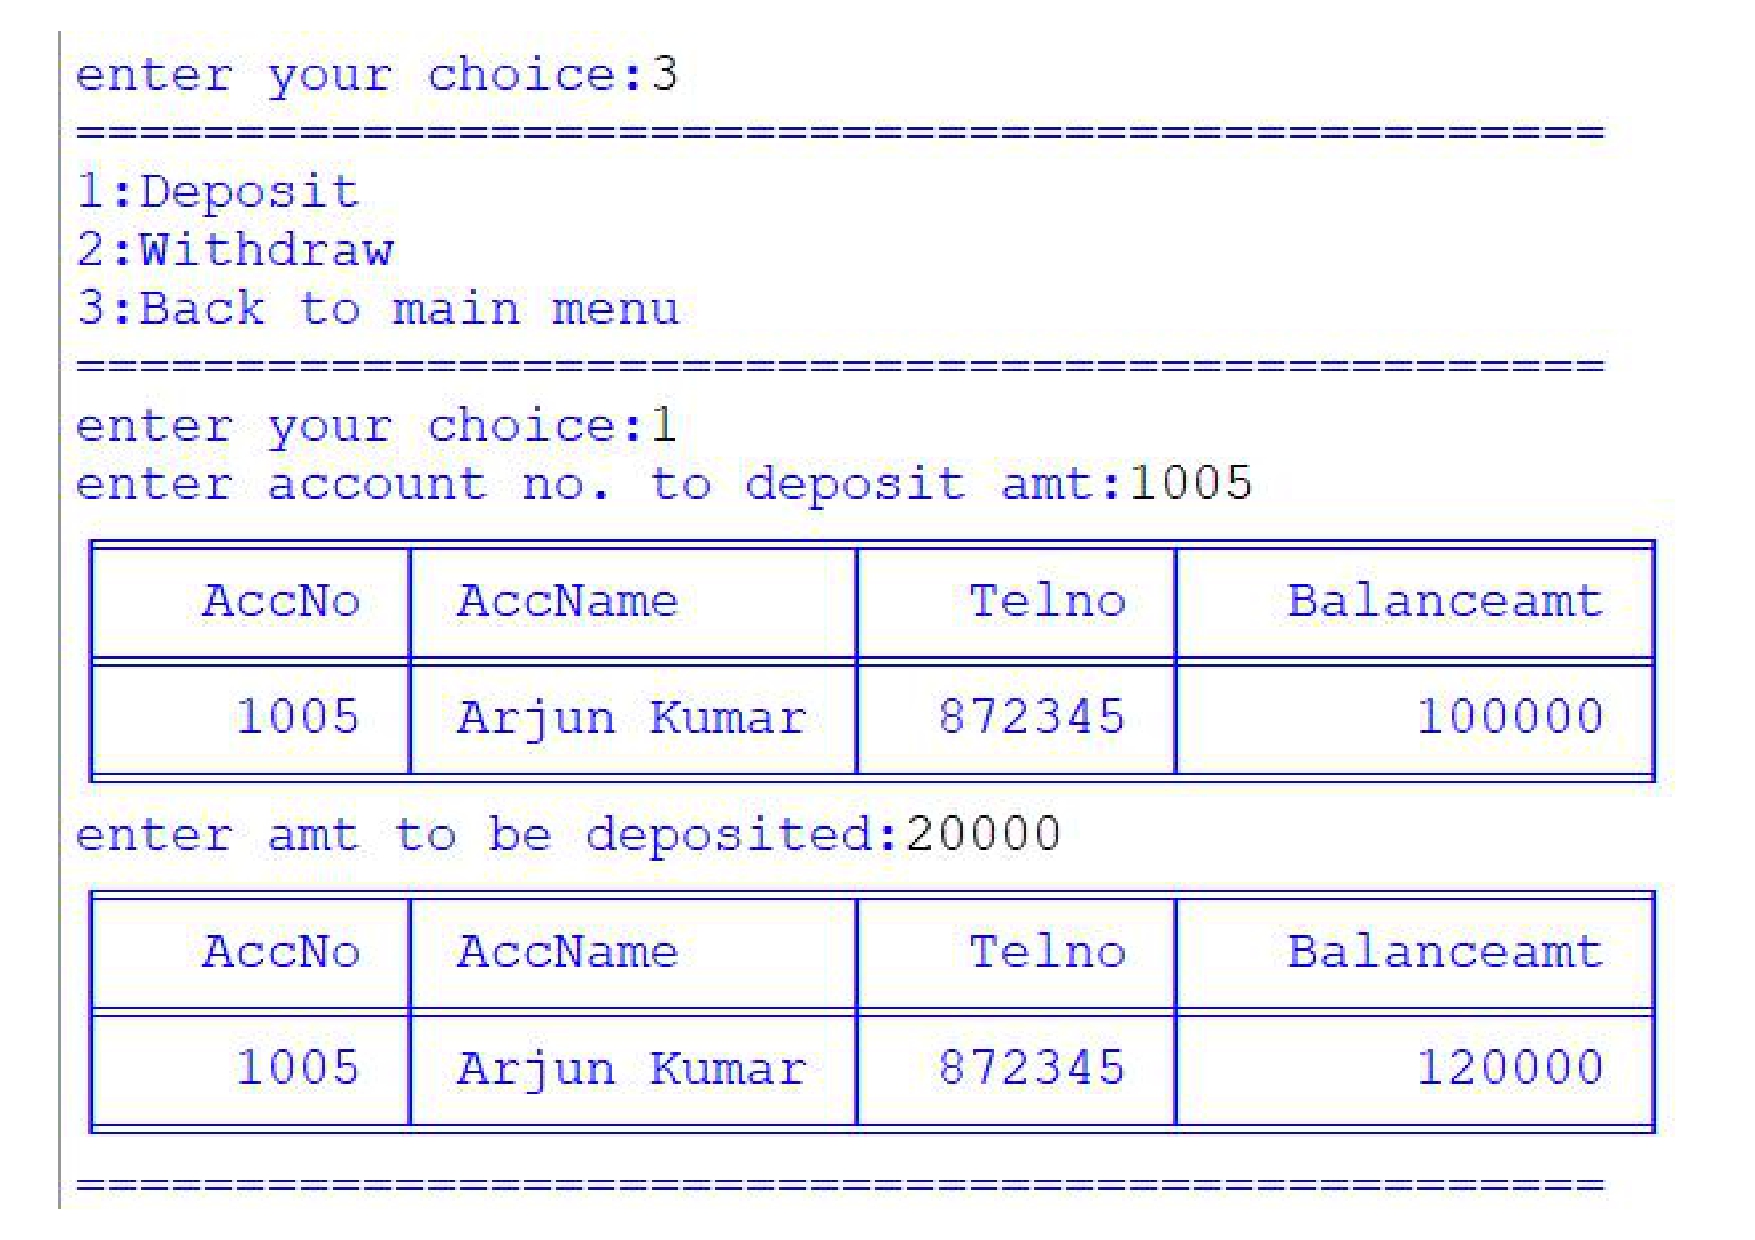 enter your choice:3
================================================
1:Deposit
2:Withdraw
3:Back to main menu
================================================
enter your choice:1
enter account no. to deposit amt:1005
AccNo AccName Telno Balanceamt
1005 Arjun Kumar 872345 100000
enter amt to be deposited:20000
AccNo AccName Telno Balanceamt
1005 Arjun Kumar 872345 120000
================================================